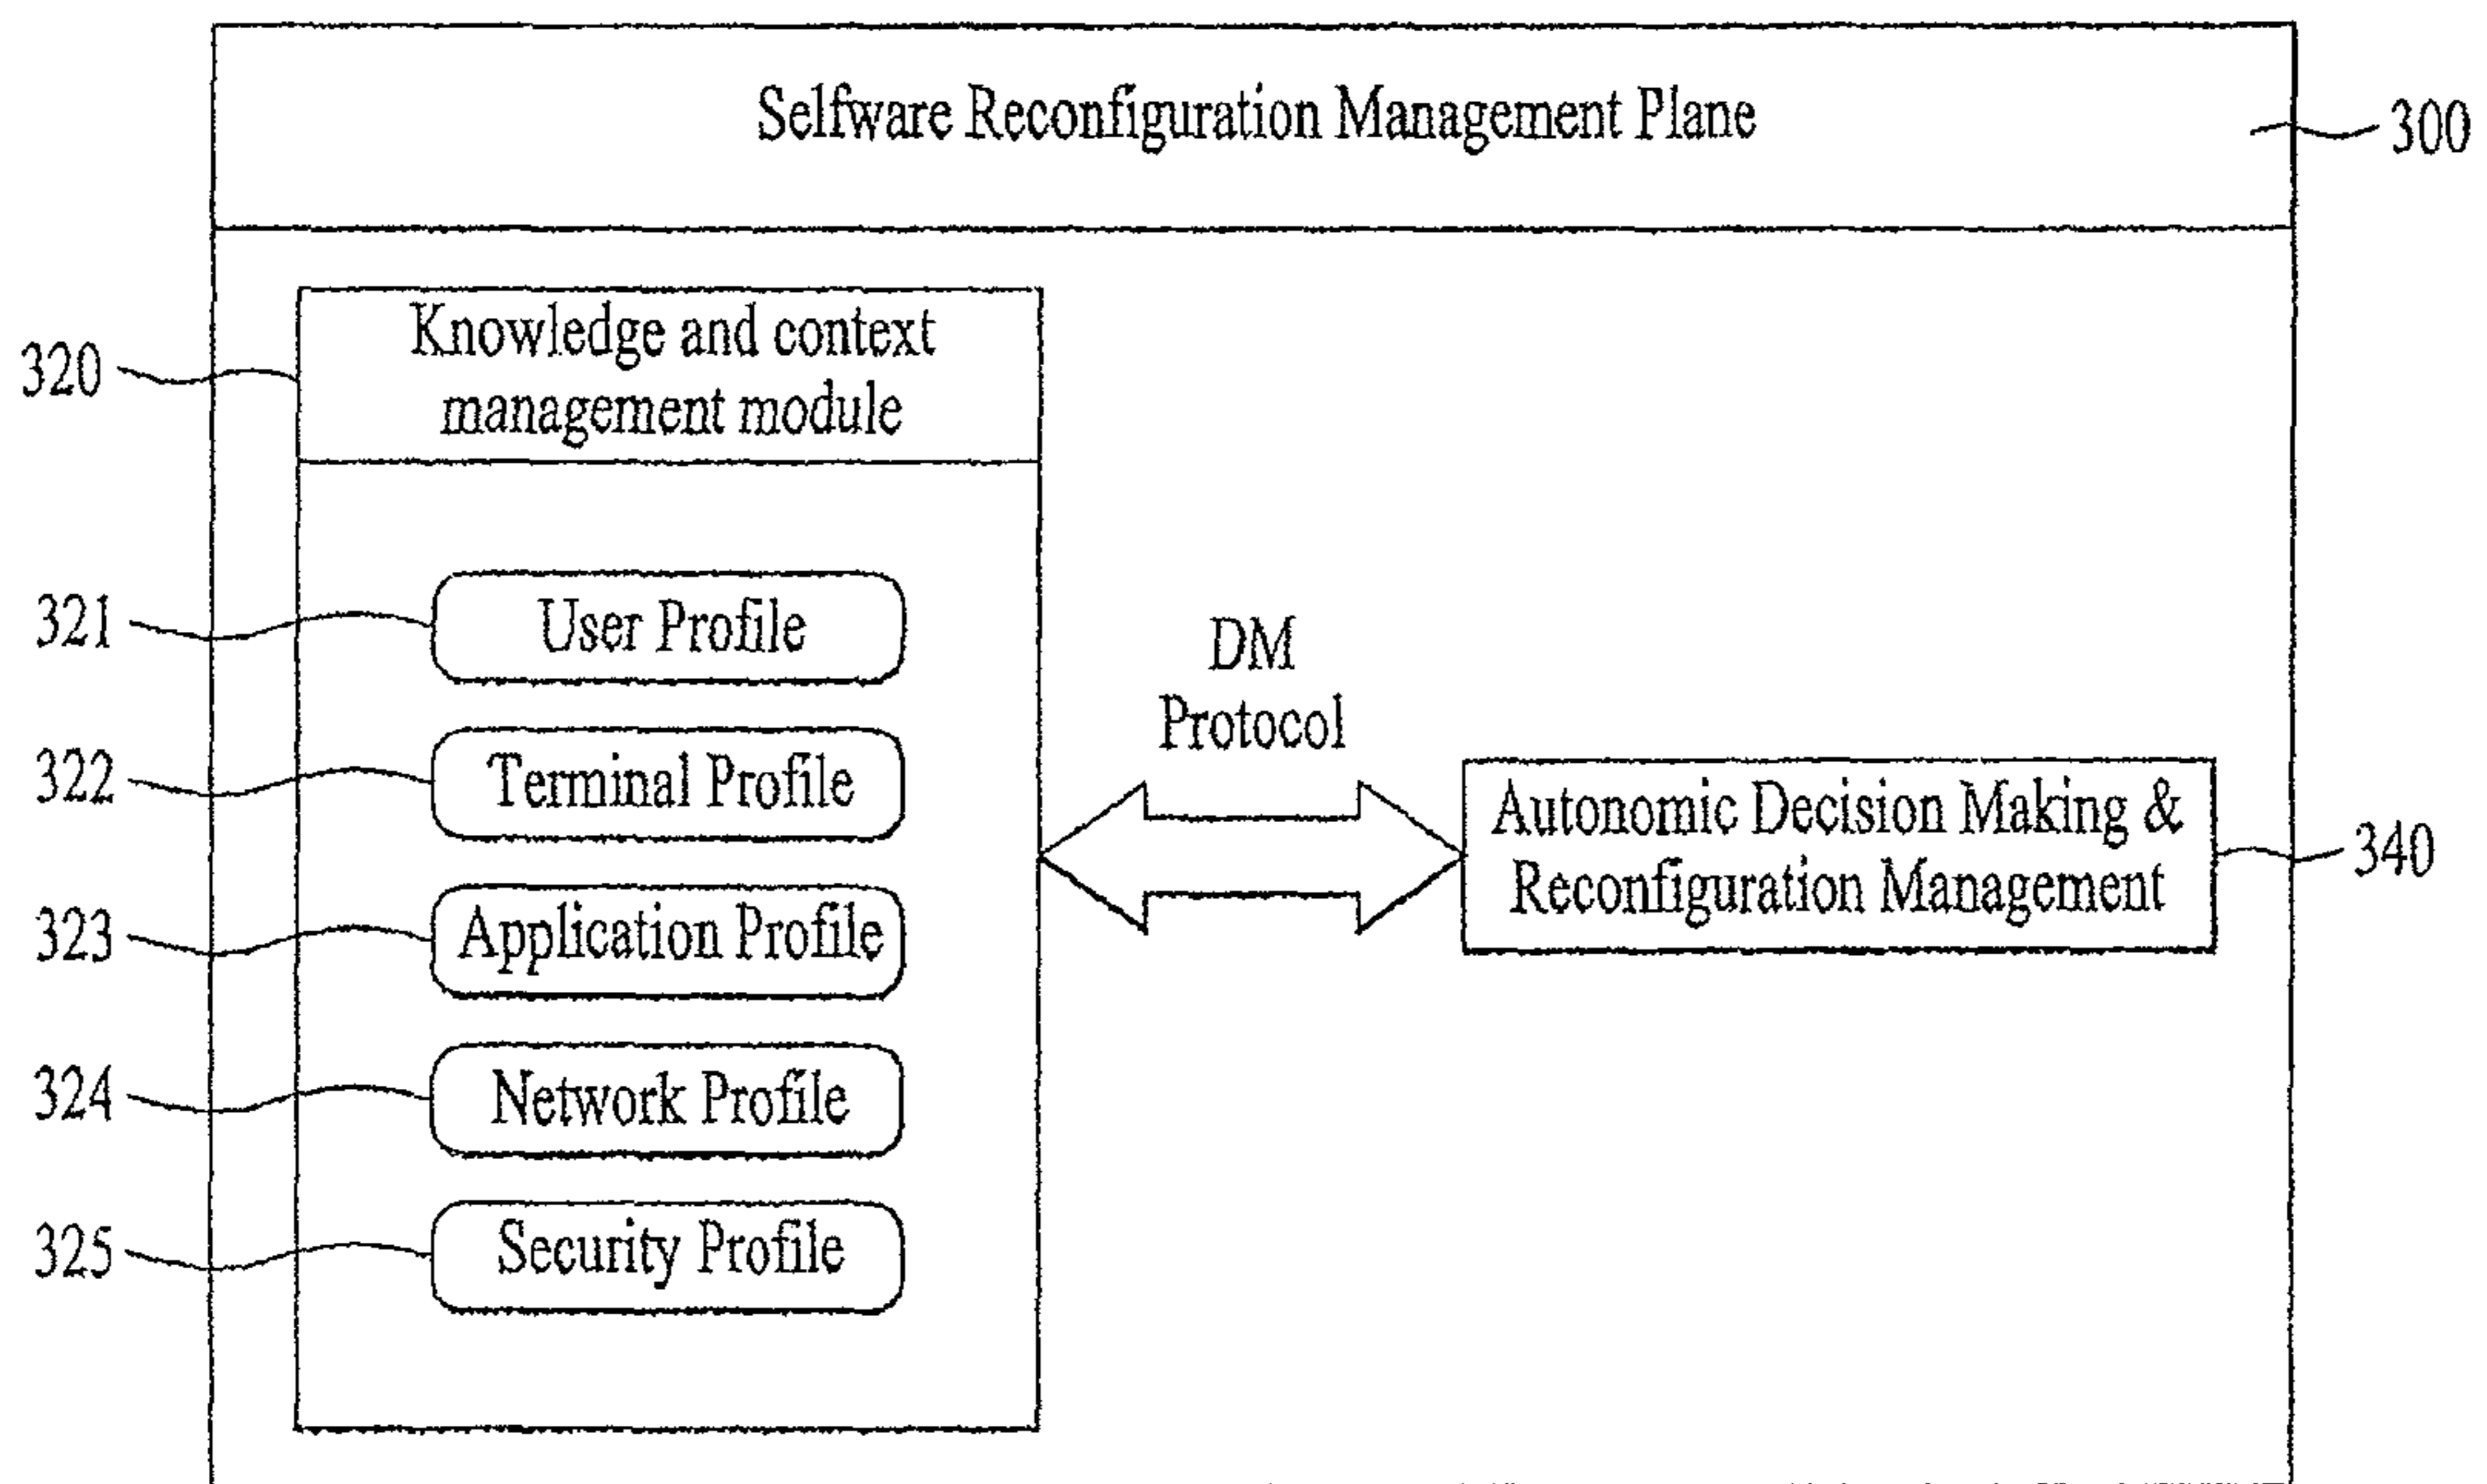 Selfware Reconfiguration Management Plane
300
Knowledge and context
management module
320
321
User Profile
322
Terminal Profile
323
Application Profile
324
Network Profile
325
Security Profile
DM
Protocol
Autonomic Decision Making &
Reconfiguration Management
340